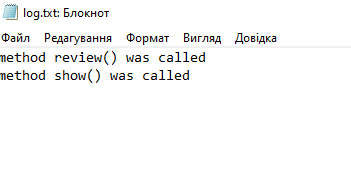 log.txt: Блокнот
Файл Редагування Формат Вигляд Довідка
method review() was called
method show() was called